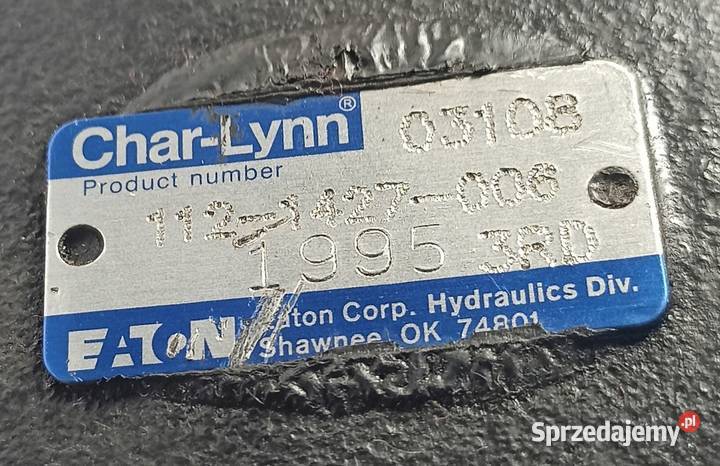 Char-Lynn® 03108
Product number
112-1427-006
1995 3RD
EATON Eaton Corp. Hydraulics Div.
Shawnee, OK 74801
Sprzedajemy.pl